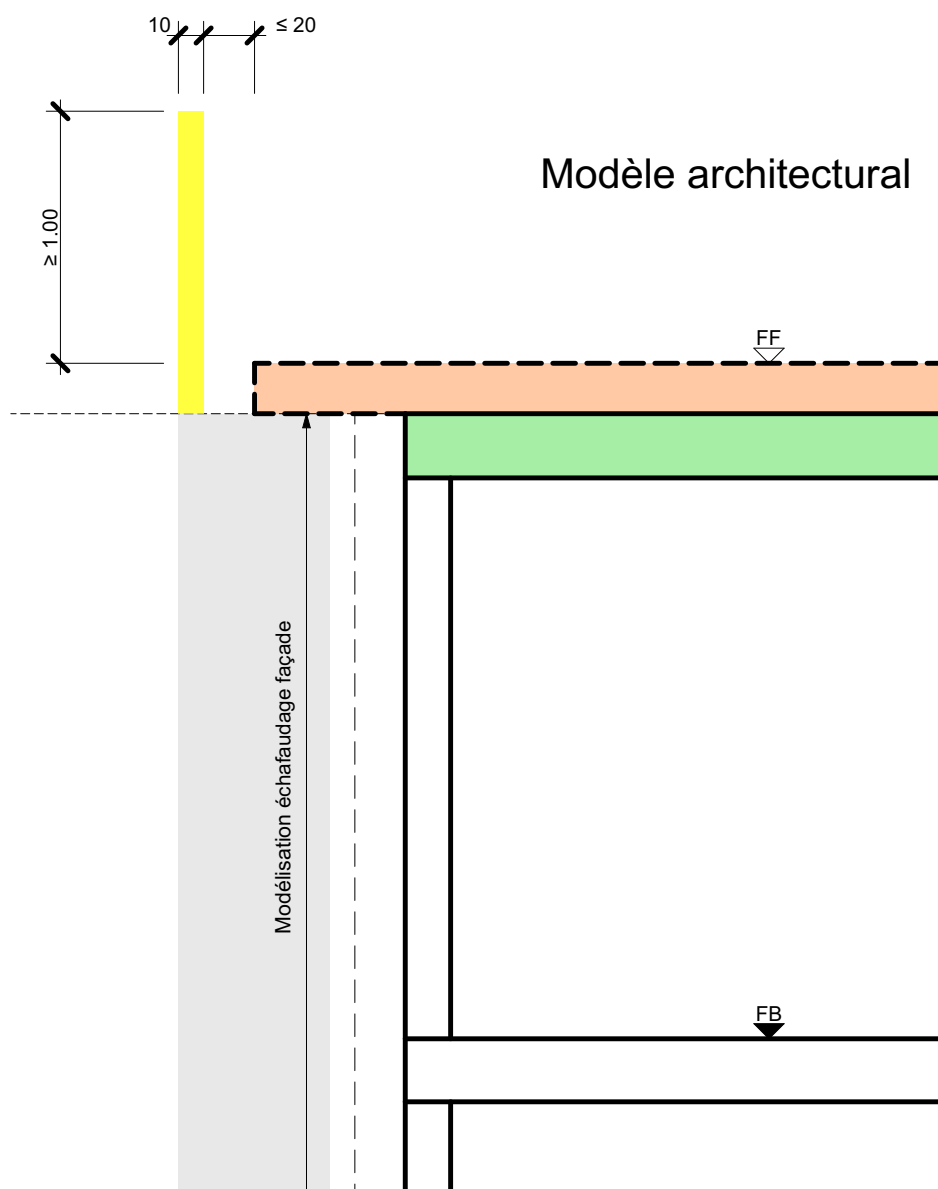 10
≤ 20
≥ 1.00
Modèle architectural
FF
Modélisation échafaudage façade
FB